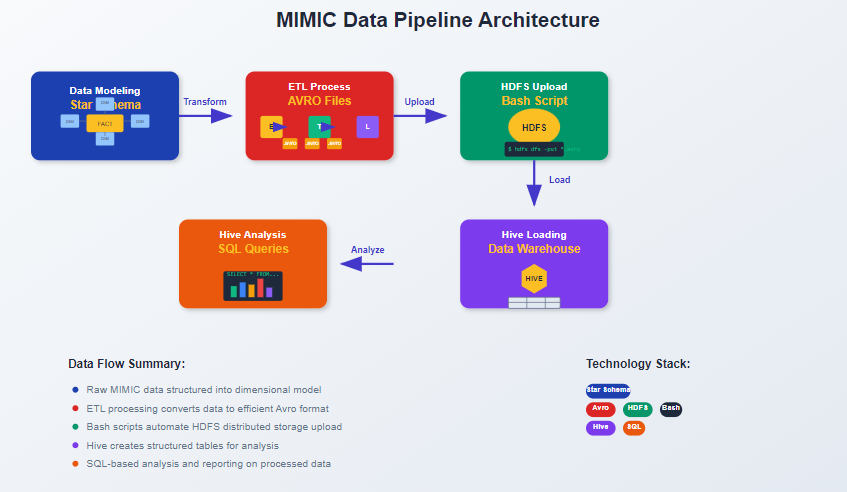 MIMIC Data Pipeline Architecture
Data Modeling
Star Schema
DIM
DIM
FACT
DIM
DIM
Transform
ETL Process
AVRO Files
E
T
L
AVRO
AVRO
AVRO
Upload
HDFS Upload
Bash Script
HDFS
$ hdfs dfs -put *.avro
Load
Hive Analysis
SQL Queries
SELECT * FROM...
Analyze
Hive Loading
Data Warehouse
HIVE
Data Flow Summary:
Raw MIMIC data structured into dimensional model
ETL processing converts data to efficient Avro format
Bash scripts automate HDFS distributed storage upload
Hive creates structured tables for analysis
SQL-based analysis and reporting on processed data
Technology Stack:
Star Schema
Avro HDFS Bash
Hive SQL